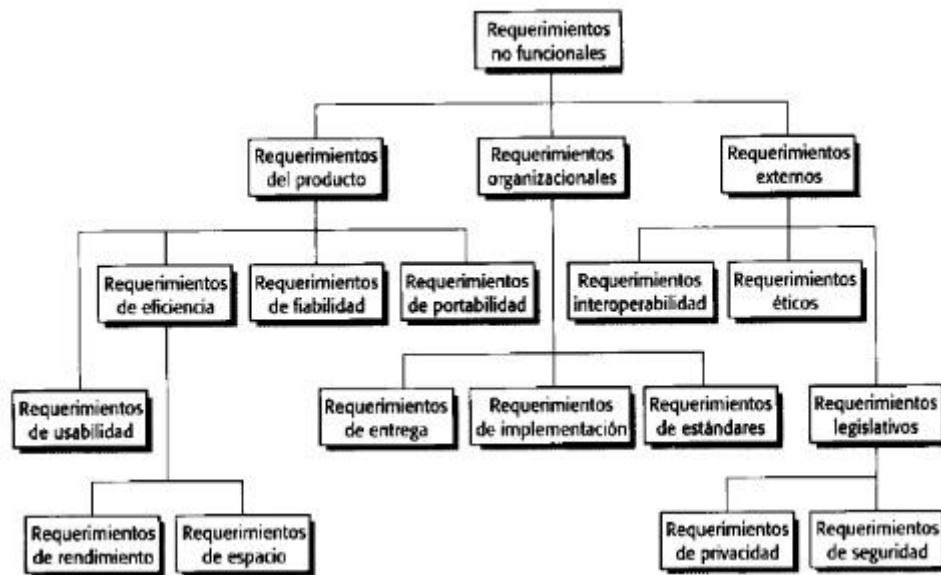 Requerimientos
no funcionales
Requerimientos
del producto
Requerimientos
organizacionales
Requerimientos
externos
Requerimientos
de eficiencia
Requerimientos
de fiabilidad
Requerimientos
de portabilidad
Requerimientos
interoperabilidad
Requerimientos
éticos
Requerimientos
de usabilidad
Requerimientos
de entrega
Requerimientos
de implementación
Requerimientos
de estándares
Requerimientos
legislativos
Requerimientos
de rendimiento
Requerimientos
de espacio
Requerimientos
de privacidad
Requerimientos
de seguridad